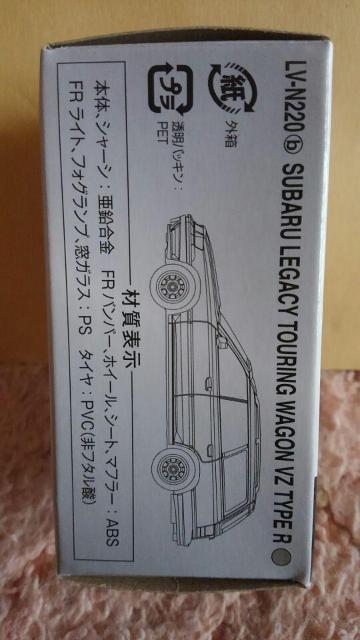 LV-N220 ⓑ SUBARU LEGACY TOURING WAGON VZ TYPE R
紙
外箱
プラ
透明パッキン：
PET
材質表示
本体、シャーシ：亜鉛合金　FRバンパー、ホイール、シート、マフラー：ABS
FRライト、フォグランプ、窓ガラス：PS　タイヤ：PVC(非フタル酸)